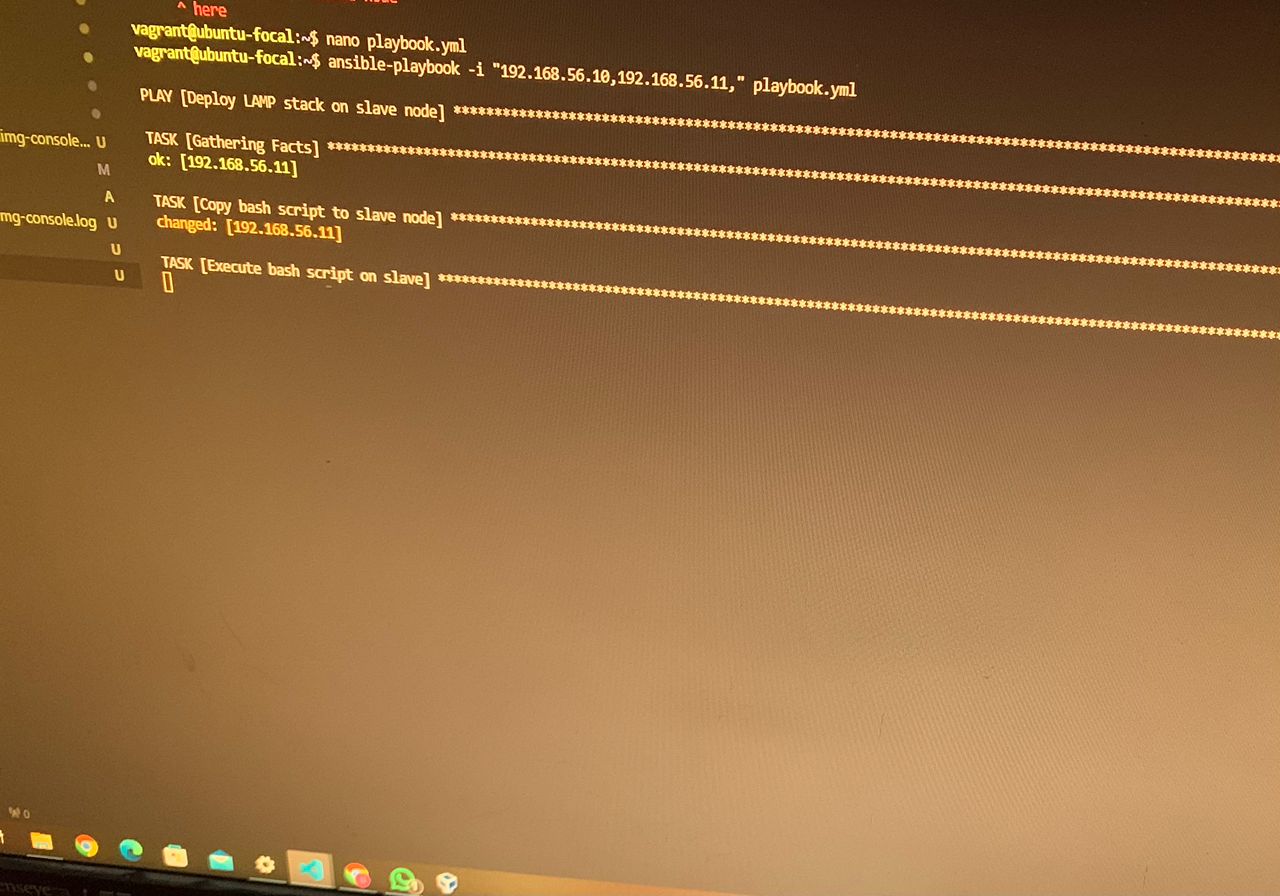 ^ here
vagrant@ubuntu-focal:~$ nano playbook.yml
vagrant@ubuntu-focal:~$ ansible-playbook -i "192.168.56.10,192.168.56.11," playbook.yml
PLAY [Deploy LAMP stack on slave node] ****************************************************************************************************
TASK [Gathering Facts] ********************************************************************************************************************
ok: [192.168.56.11]
TASK [Copy bash script to slave node] *****************************************************************************************************
changed: [192.168.56.11]
TASK [Execute bash script on slave] *******************************************************************************************************
img-console... U
M
A
mg-console.log U
U
U
0